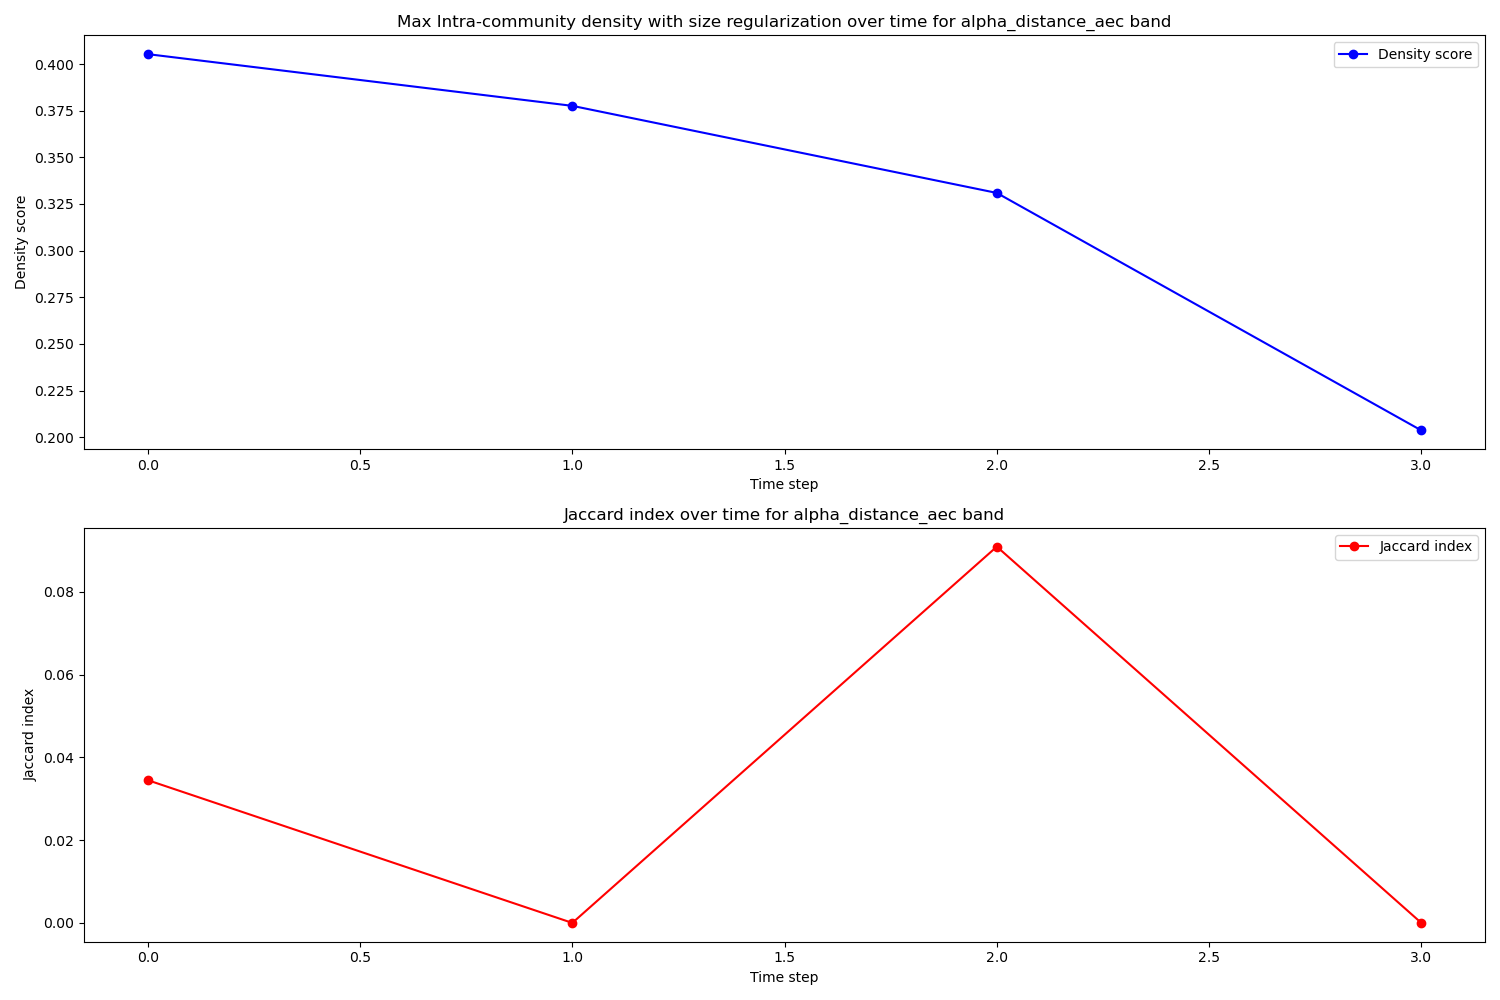 Max Intra-community density with size regularization over time for alpha_distance_aec band
Density score
0.400
0.375
0.350
0.325
0.300
0.275
0.250
0.225
0.200
Density score
0.0 0.5 1.0 1.5 2.0 2.5 3.0
Time step
Jaccard index over time for alpha_distance_aec band
Jaccard index
0.08
0.06
0.04
0.02
0.00
Jaccard index
0.0 0.5 1.0 1.5 2.0 2.5 3.0
Time step